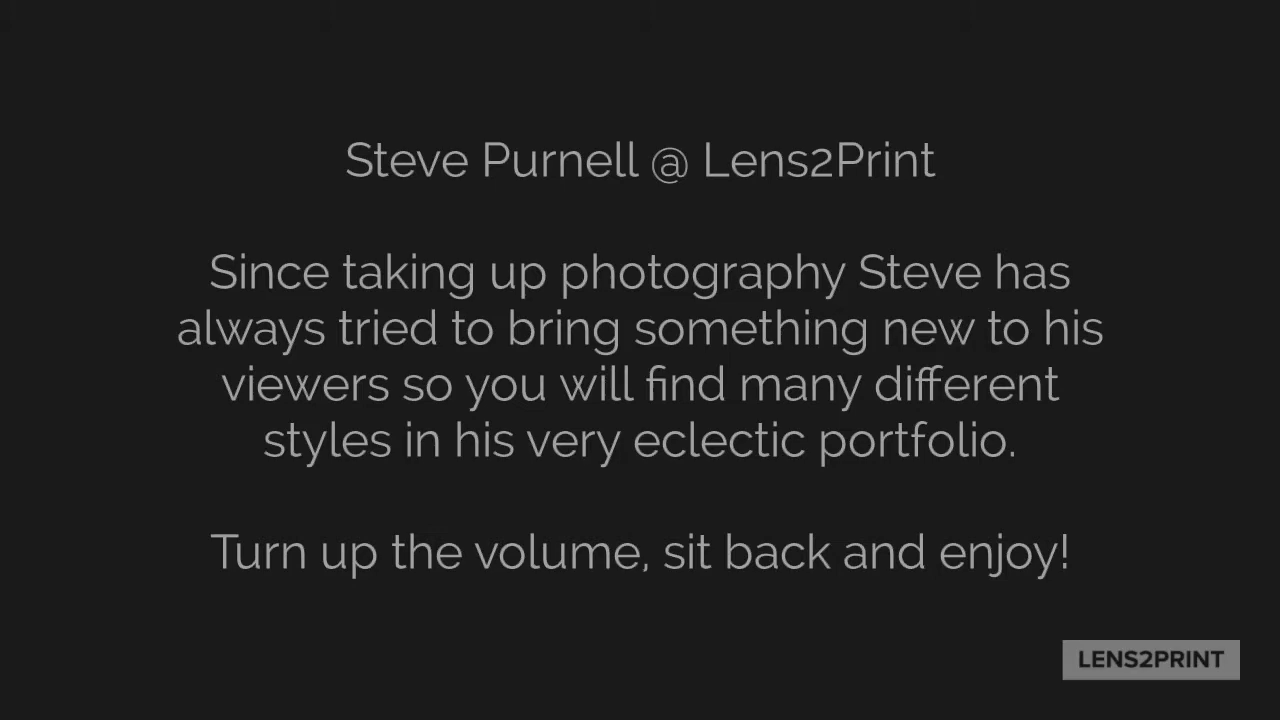 Steve Purnell @ Lens2Print
Since taking up photography Steve has
always tried to bring something new to his
viewers so you will find many different
styles in his very eclectic portfolio.
Turn up the volume, sit back and enjoy!
LENS2PRINT